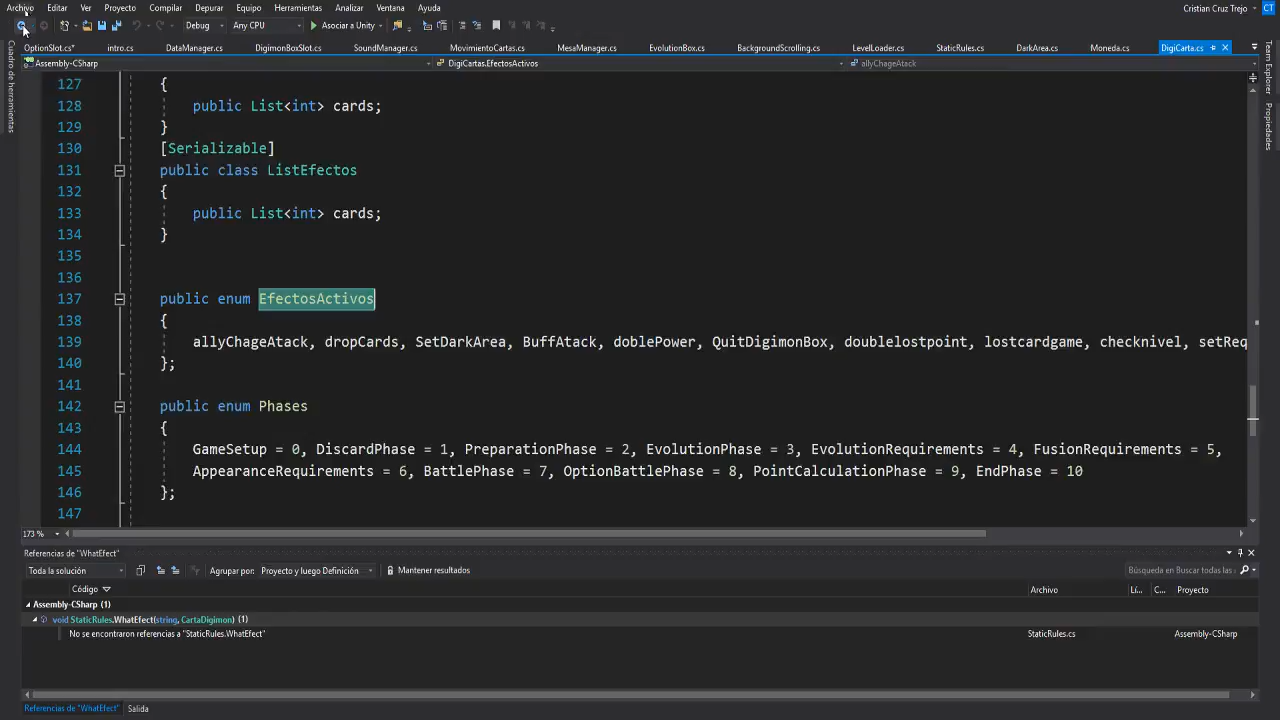 Archivo Editar Ver Proyecto Compilar Depurar Equipo Herramientas Analizar Ventana Ayuda Cristian Cruz Trejo CT
Debug Any CPU Asociar a Unity
OptionSlot.cs* intro.cs DataManager.cs DigimonBoxSlot.cs SoundManager.cs MovimientoCartas.cs MesaManager.cs EvolutionBox.cs BackgroundScrolling.cs LevelLoader.cs StaticRules.cs DarkArea.cs Moneda.cs DigiCarta.cs
Assembly-CSharp DigiCartas.EfectosActivos allyChageAtack
Cuadro de herramientas
Team Explorer
Propiedades
127 {
128 public List<int> cards;
129 }
130 [Serializable]
131 public class ListEfectos
132 {
133 public List<int> cards;
134 }
135
136
137 public enum EfectosActivos
138 {
139 allyChageAtack, dropCards, SetDarkArea, BuffAtack, doblePower, QuitDigimonBox, doublelostpoint, lostcardgame, checknivel, setReq
140 };
141
142 public enum Phases
143 {
144 GameSetup = 0, DiscardPhase = 1, PreparationPhase = 2, EvolutionPhase = 3, EvolutionRequirements = 4, FusionRequirements = 5,
145 AppearanceRequirements = 6, BattlePhase = 7, OptionBattlePhase = 8, PointCalculationPhase = 9, EndPhase = 10
146 };
147
173 %
Referencias de "WhatEfect"
Toda la solución Agrupar por: Proyecto y luego Definición Mantener resultados Búsqueda en Buscar todas las
Código Archivo Lí... C... Proyecto
Assembly-CSharp (1)
void StaticRules.WhatEfect(string, CartaDigimon) (1)
No se encontraron referencias a "StaticRules.WhatEfect" StaticRules.cs Assembly-CSharp
Referencias de "WhatEfect" Salida